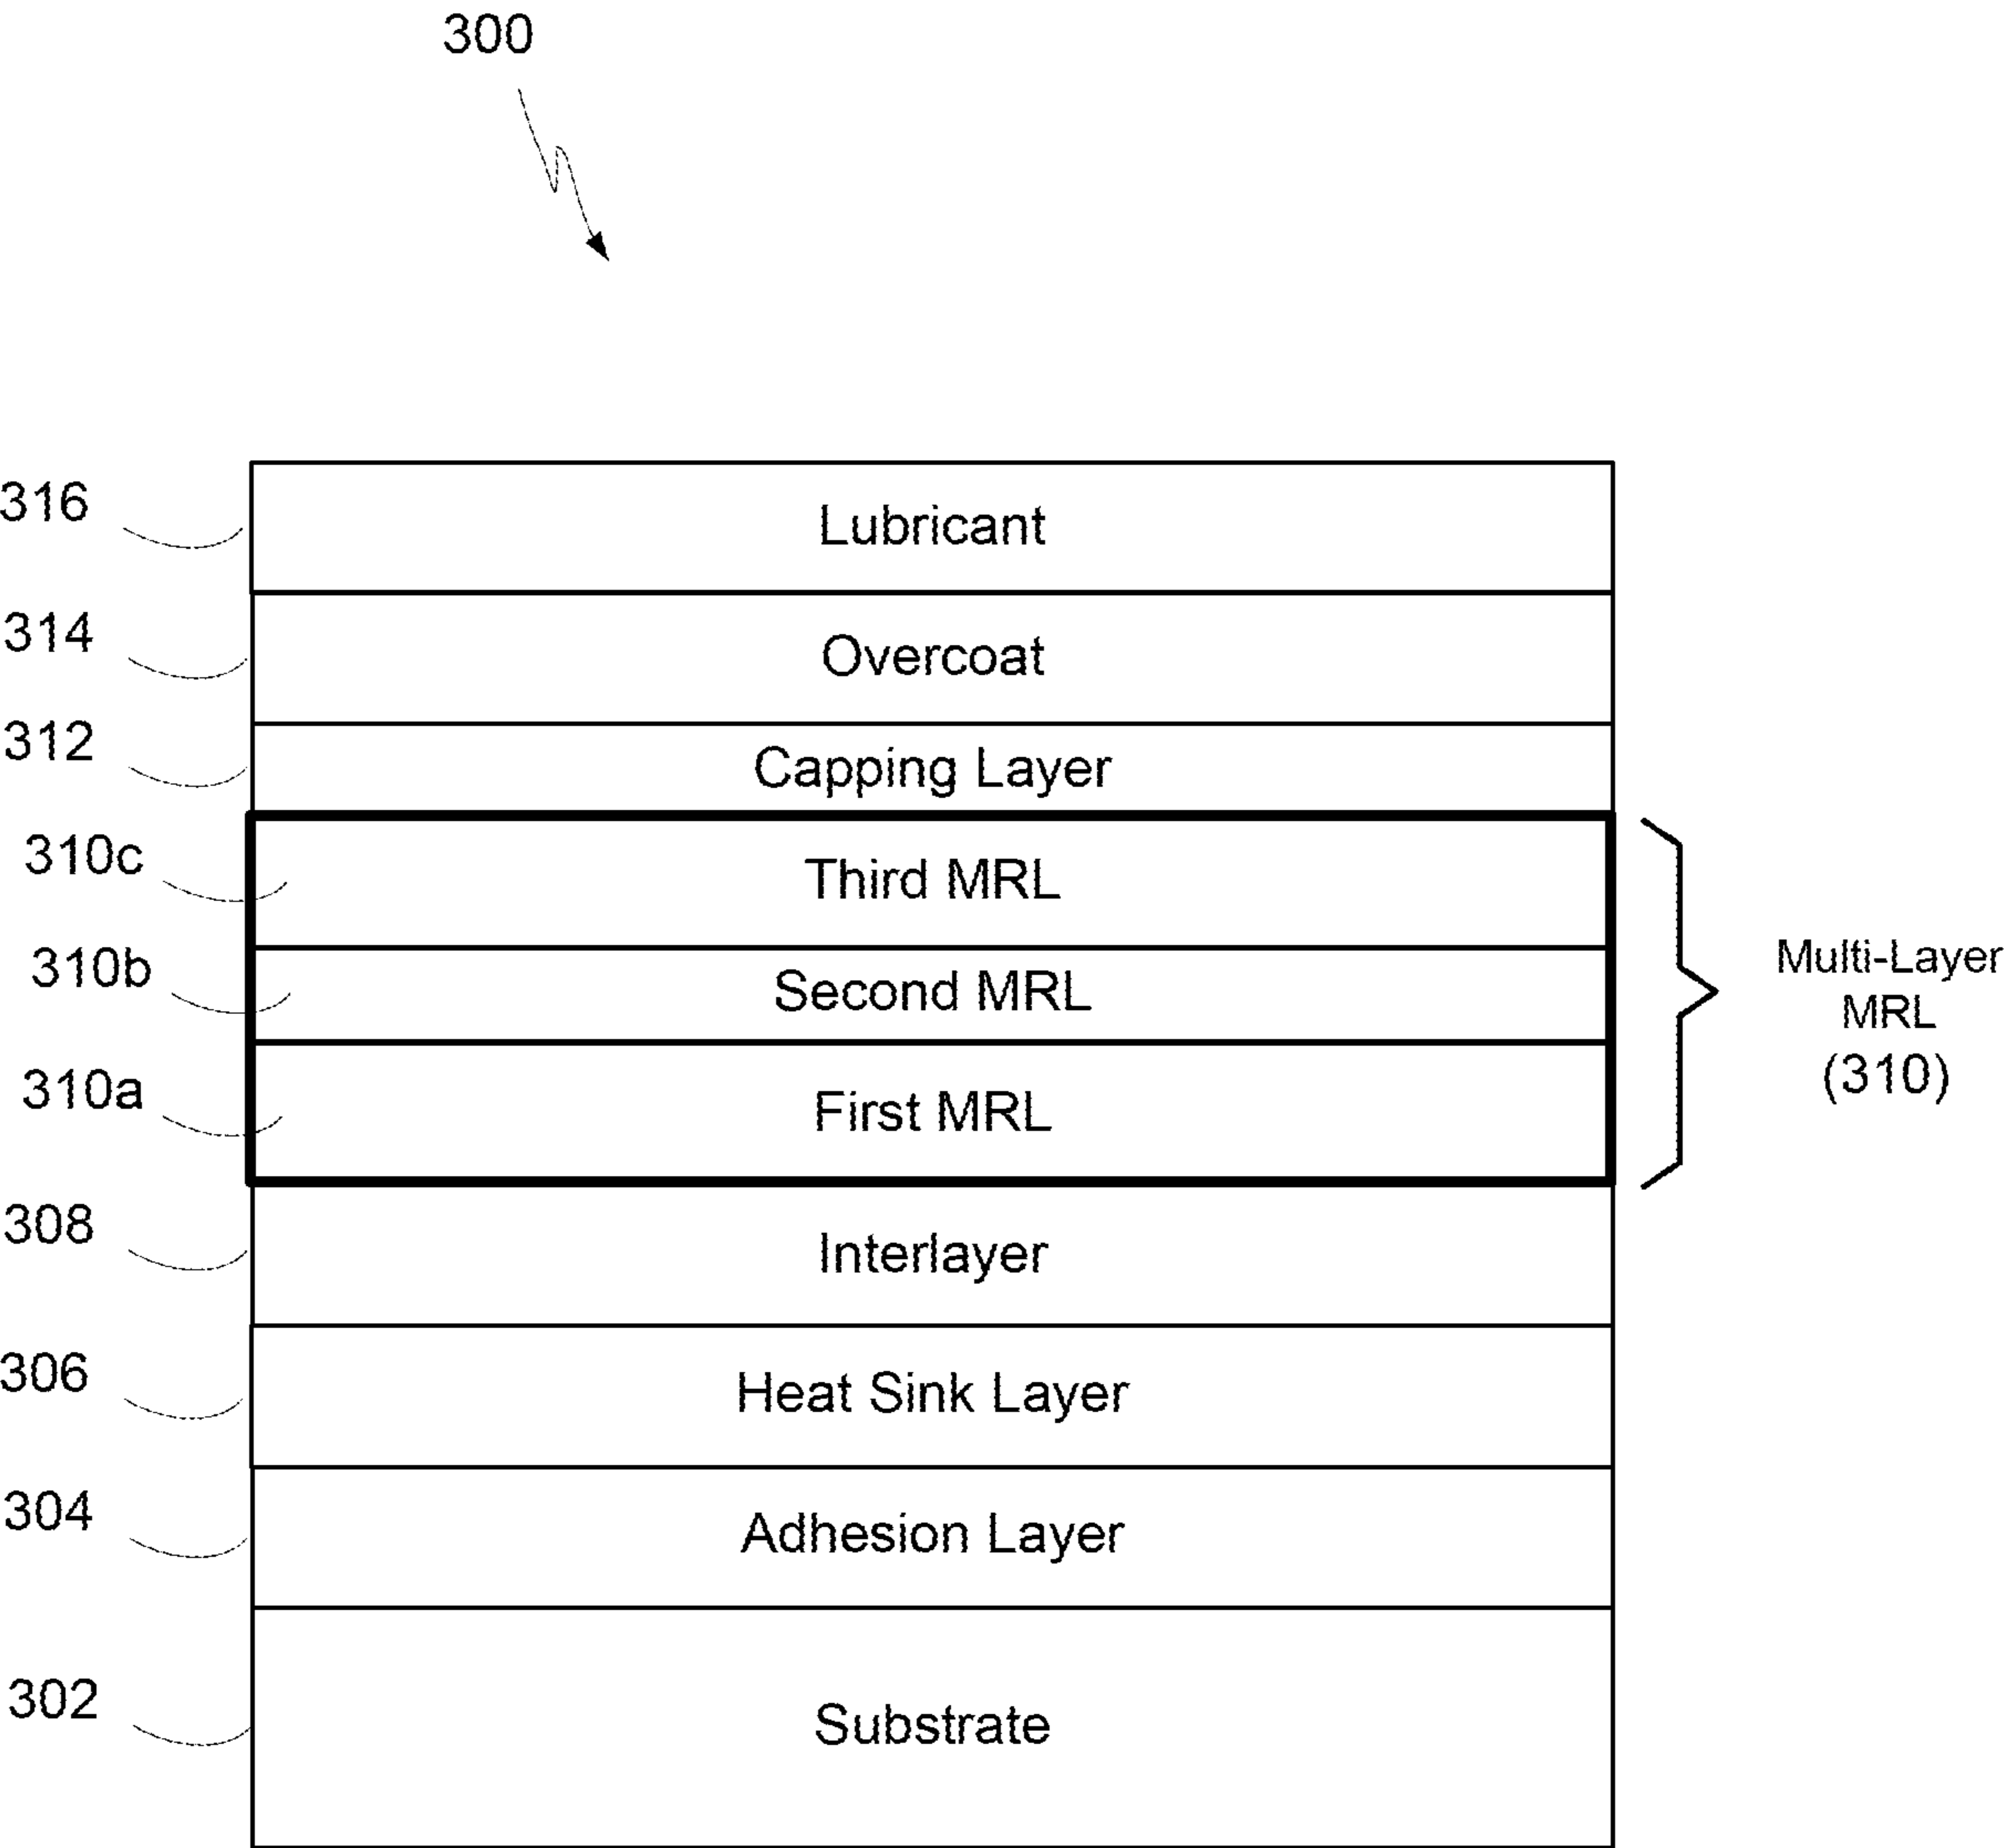 300
316
Lubricant
314
Overcoat
312
Capping Layer
310c
Third MRL
310b
Second MRL
310a
First MRL
Multi-Layer
MRL
(310)
308
Interlayer
306
Heat Sink Layer
304
Adhesion Layer
302
Substrate